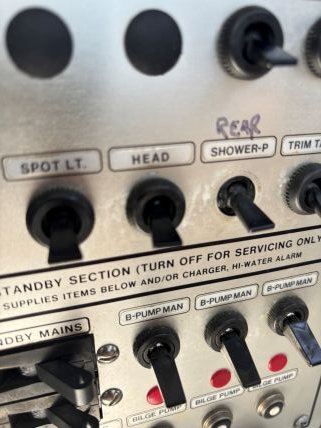 REAR
SPOT LT.
HEAD
SHOWER-P
TRIM TA
TANDBY SECTION (TURN OFF FOR SERVICING ONLY
SUPPLIES ITEMS BELOW AND/OR CHARGER, HI-WATER ALARM
NDBY MAINS
B-PUMP MAN
B-PUMP MAN
B-PUMP MAN
BILGE PUMP
BILGE PUMP
BILGE PUMP